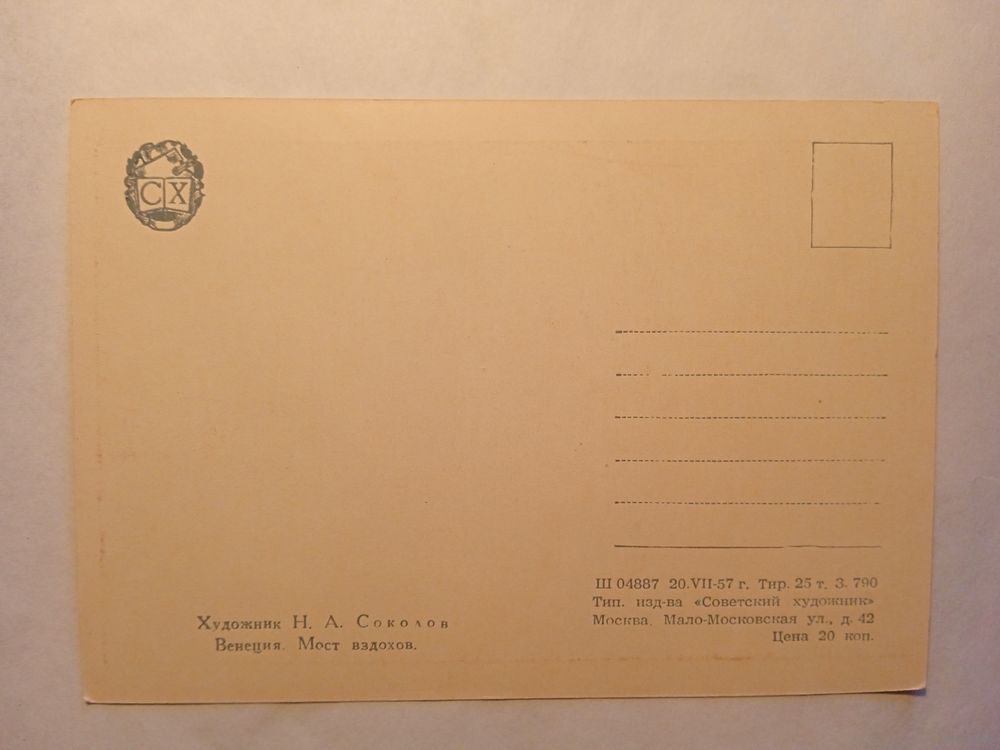 СХ
Художник Н. А. Соколов
Венеция. Мост вздохов.
Ш 04887 20.VII-57 г. Тир. 25 т. З. 790
Тип. изд-ва «Советский художник»
Москва. Мало-Московская ул., д. 42
Цена 20 коп.